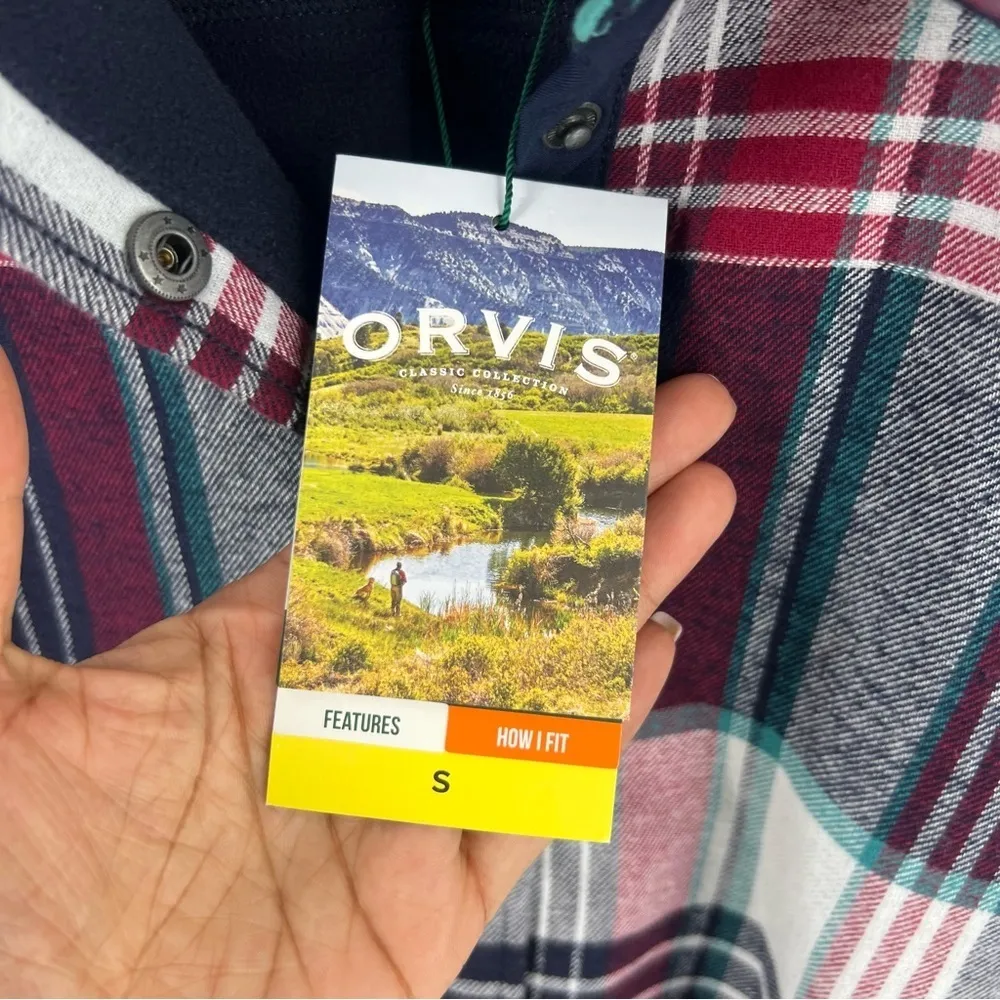 ORVIS®
CLASSIC COLLECTION
Since 1856
FEATURES
HOW I FIT
S